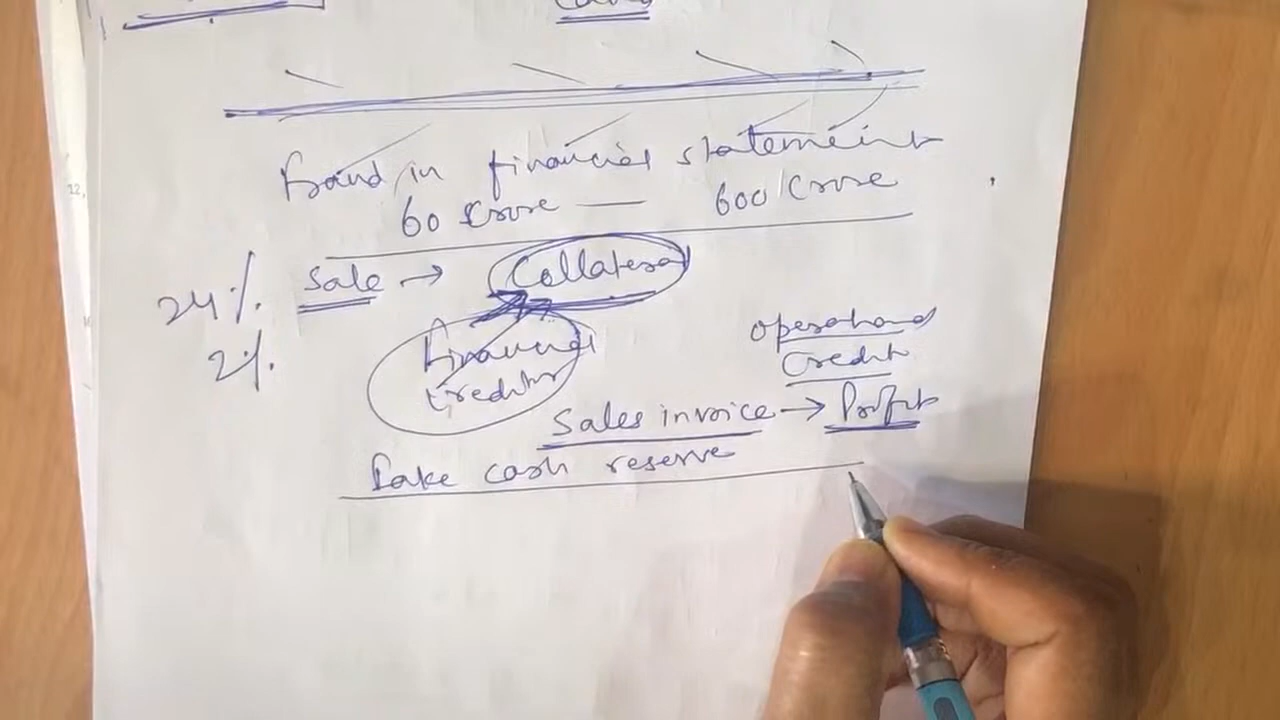 Fraud in financial statement
60 Crore — 600 Crore
24% Sale → Collateral
2% Financial
Creditor
Operational
Credit
Sales invoice → Profit
Fake cash reserve
12,